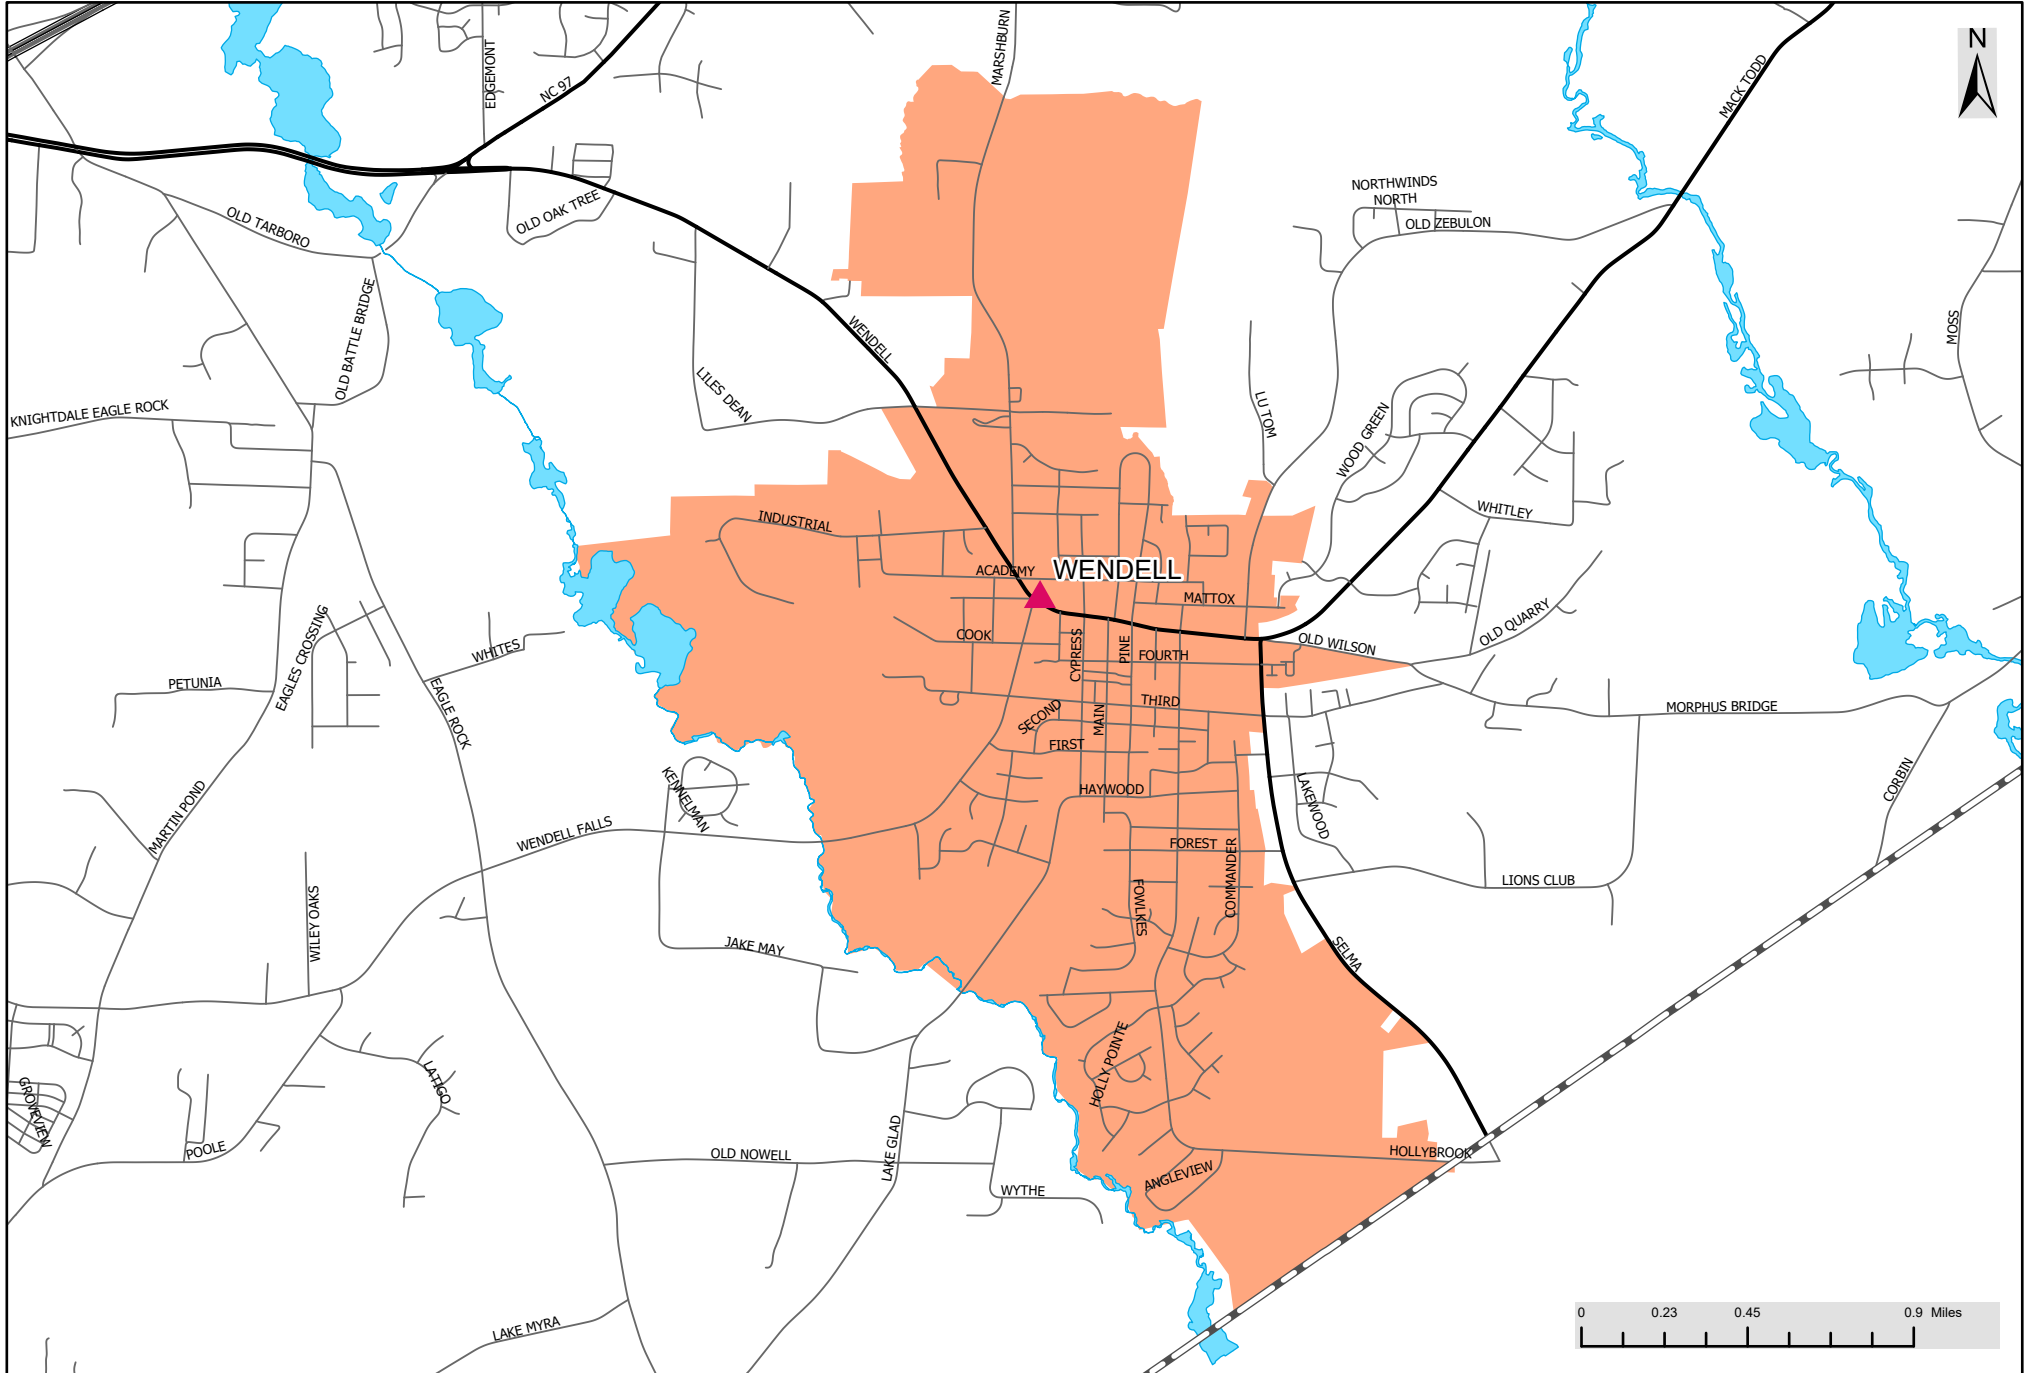 MARSHBURN
N
EDGEMONT
NC 97
MACK TODD
NORTHWINDS
NORTH
OLD ZEBULON
OLD TARBORO
OLD OAK TREE
OLD BATTLE BRIDGE
WENDELL
MOSS
LILES DEAN
LU TOM
KNIGHTDALE EAGLE ROCK
WOOD GREEN
WHITLEY
INDUSTRIAL
ACADEMY
WENDELL
MATTOX
COOK
CYPRESS
PINE
FOURTH
OLD WILSON
OLD QUARRY
WHITES
EAGLES CROSSING
PETUNIA
EAGLE ROCK
THIRD
SECOND
MAIN
FIRST
MORPHUS BRIDGE
CORBIN
KENNELMAN
HAYWOOD
LAKEWOOD
MARTIN POND
WENDELL FALLS
FOREST
COMMANDER
FOWLKES
LIONS CLUB
WILEY OAKS
JAKE MAY
SELMA
HOLLY POINTE
LATIGO
GROVEVIEW
POOLE
OLD NOWELL
LAKE GLAD
HOLLYBROOK
ANGLEVIEW
WYTHE
LAKE MYRA
0 0.23 0.45 0.9 Miles